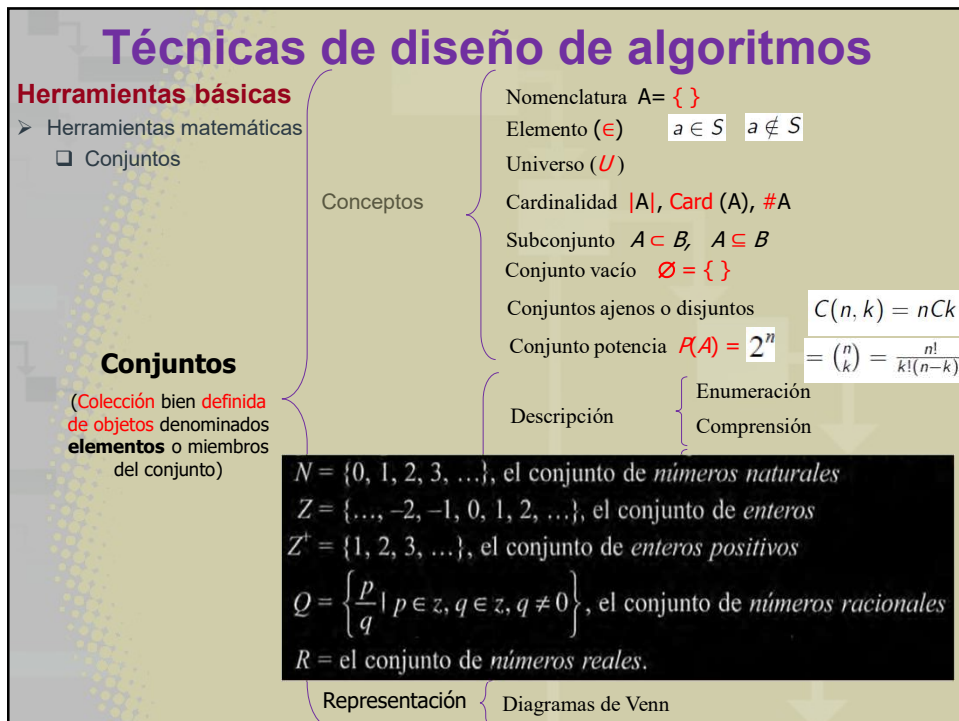 Técnicas de diseño de algoritmos
Herramientas básicas
➢ Herramientas matemáticas
❑ Conjuntos
Conjuntos
(Colección bien definida
de objetos denominados
elementos o miembros
del conjunto)
Conceptos
Nomenclatura A= { }
Elemento (∈) a ∈ S a ∉ S
Universo (U)
Cardinalidad |A|, Card (A), #A
Subconjunto A ⊂ B, A ⊆ B
Conjunto vacío Ø = { }
Conjuntos ajenos o disjuntos
Conjunto potencia P(A) = 2^n
C(n, k) = nCk
= (n k) = n! / k!(n−k)
Descripción
Enumeración
Comprensión
N = {0, 1, 2, 3, ...}, el conjunto de números naturales
Z = {..., −2, −1, 0, 1, 2, ...}, el conjunto de enteros
Z⁺ = {1, 2, 3, ...}, el conjunto de enteros positivos
Q = {p/q | p ∈ z, q ∈ z, q ≠ 0}, el conjunto de números racionales
R = el conjunto de números reales.
Representación
Diagramas de Venn